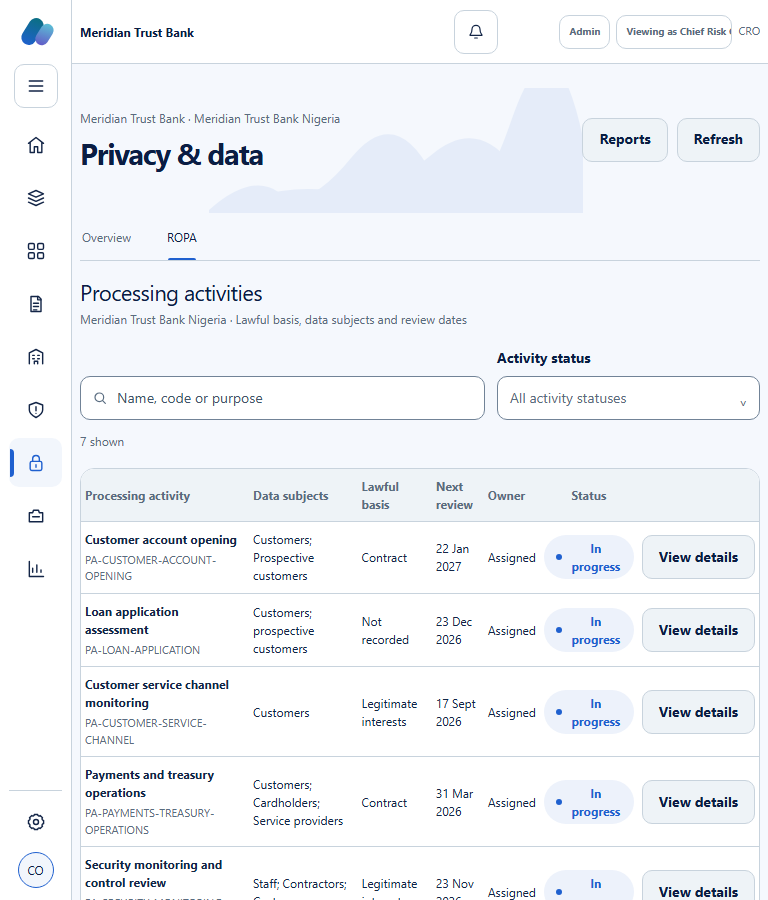 Meridian Trust Bank
Admin
Viewing as Chief Risk
CRO
Meridian Trust Bank · Meridian Trust Bank Nigeria
Privacy & data
Reports
Refresh
Overview
ROPA
Processing activities
Meridian Trust Bank Nigeria · Lawful basis, data subjects and review dates
Activity status
Name, code or purpose
All activity statuses
7 shown
Processing activity
Data subjects
Lawful
basis
Next
review
Owner
Status
Customer account opening
PA-CUSTOMER-ACCOUNT-
OPENING
Customers;
Prospective
customers
Contract
22 Jan
2027
Assigned
In
progress
View details
Loan application
assessment
PA-LOAN-APPLICATION
Customers;
prospective
customers
Not
recorded
23 Dec
2026
Assigned
In
progress
View details
Customer service channel
monitoring
PA-CUSTOMER-SERVICE-
CHANNEL
Customers
Legitimate
interests
17 Sept
2026
Assigned
In
progress
View details
Payments and treasury
operations
PA-PAYMENTS-TREASURY-
OPERATIONS
Customers;
Cardholders;
Service providers
Contract
31 Mar
2026
Assigned
In
progress
View details
Security monitoring and
control review
Staff; Contractors;
Legitimate
23 Nov
Assigned
In
View details
CO